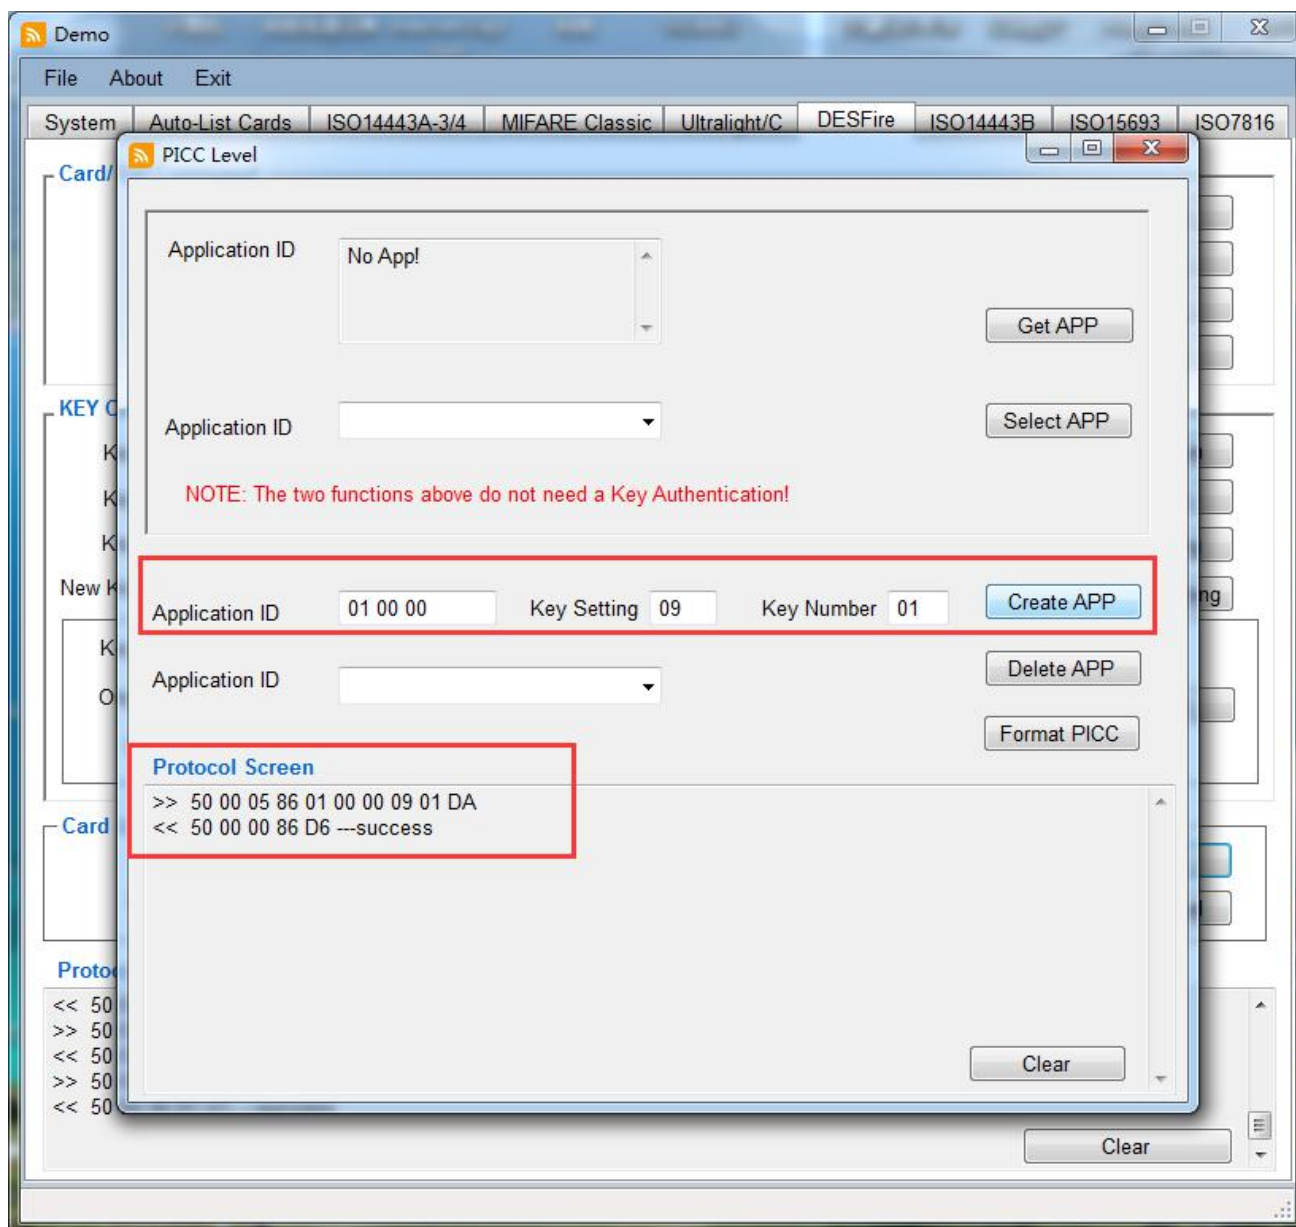 Demo
File About Exit
System Auto-List Cards ISO14443A-3/4 MIFARE Classic Ultralight/C DESFire ISO14443B ISO15693 ISO7816
PICC Level
Card/
Application ID No App!
Get APP
KEY
Application ID Select APP
NOTE: The two functions above do not need a Key Authentication!
New
Application ID 01 00 00 Key Setting 09 Key Number 01 Create APP
ng
Application ID Delete APP
Format PICC
Protocol Screen
>> 50 00 05 86 01 00 00 09 01 DA
<< 50 00 00 86 D6 ---success
Card
Clear
<< 50
>> 50
<< 50
>> 50
<< 50
Clear